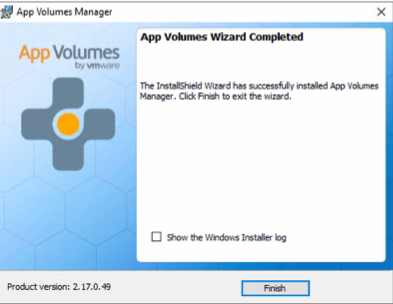 App Volumes Manager
App Volumes
by vmware
App Volumes Wizard Completed
The InstallShield Wizard has successfully installed App Volumes
Manager. Click Finish to exit the wizard.
Show the Windows Installer log
Product version: 2.17.0.49
Finish